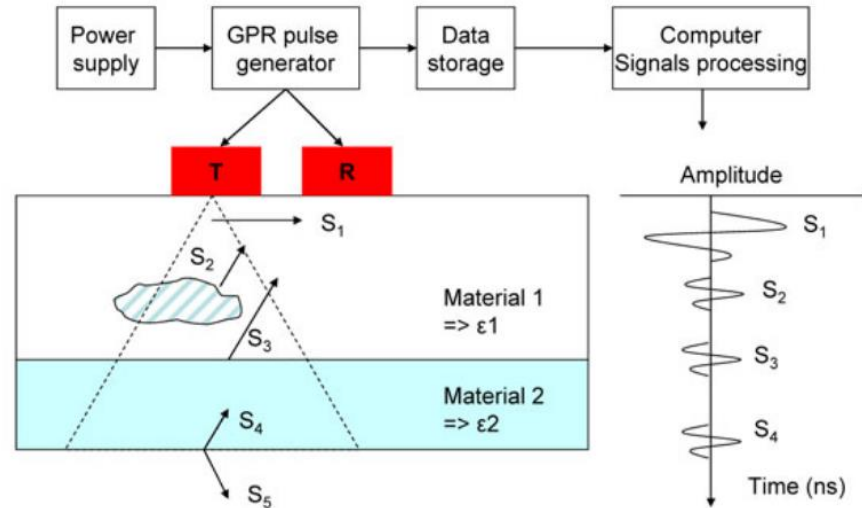 Power
supply
GPR pulse
generator
Data
storage
Computer
Signals processing
T
R
Amplitude
S1
S2
S3
Material 1
=> ε1
Material 2
=> ε2
S4
S5
S1
S2
S3
S4
Time (ns)